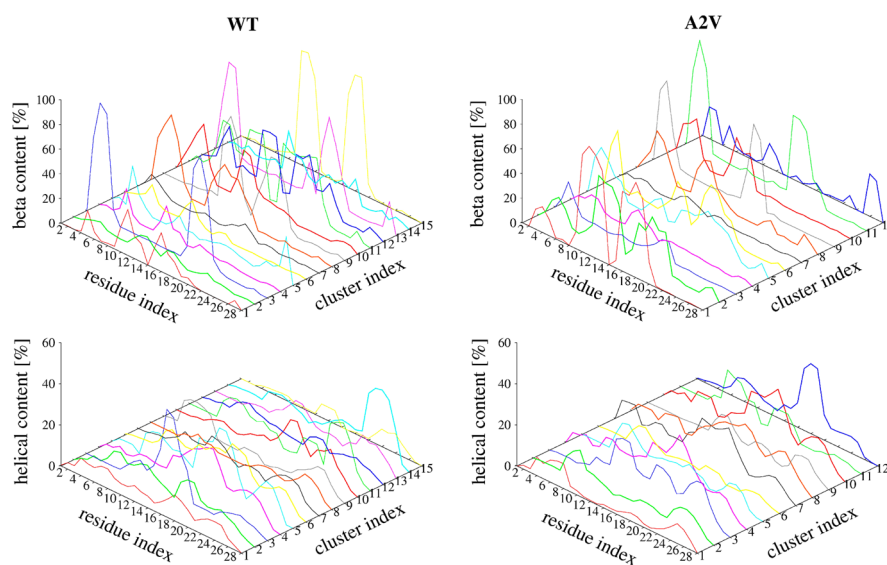 WT
A2V
beta content [%]
100
80
60
40
20
0
2 4 6 8 10 12 14 16 18 20 22 24 26 28
residue index
1 2 3 4 5 6 7 8 9 10 11 12 13 14 15
cluster index
beta content [%]
100
80
60
40
20
0
2 4 6 8 10 12 14 16 18 20 22 24 26 28
residue index
1 2 3 4 5 6 7 8 9 10 11 1
cluster index
helical content [%]
60
40
20
0
2 4 6 8 10 12 14 16 18 20 22 24 26 28
residue index
1 2 3 4 5 6 7 8 9 10 11 12 13 14 15
cluster index
helical content [%]
60
40
20
0
2 4 6 8 10 12 14 16 18 20 22 24 26 28
residue index
1 2 3 4 5 6 7 8 9 10 11 12
cluster index